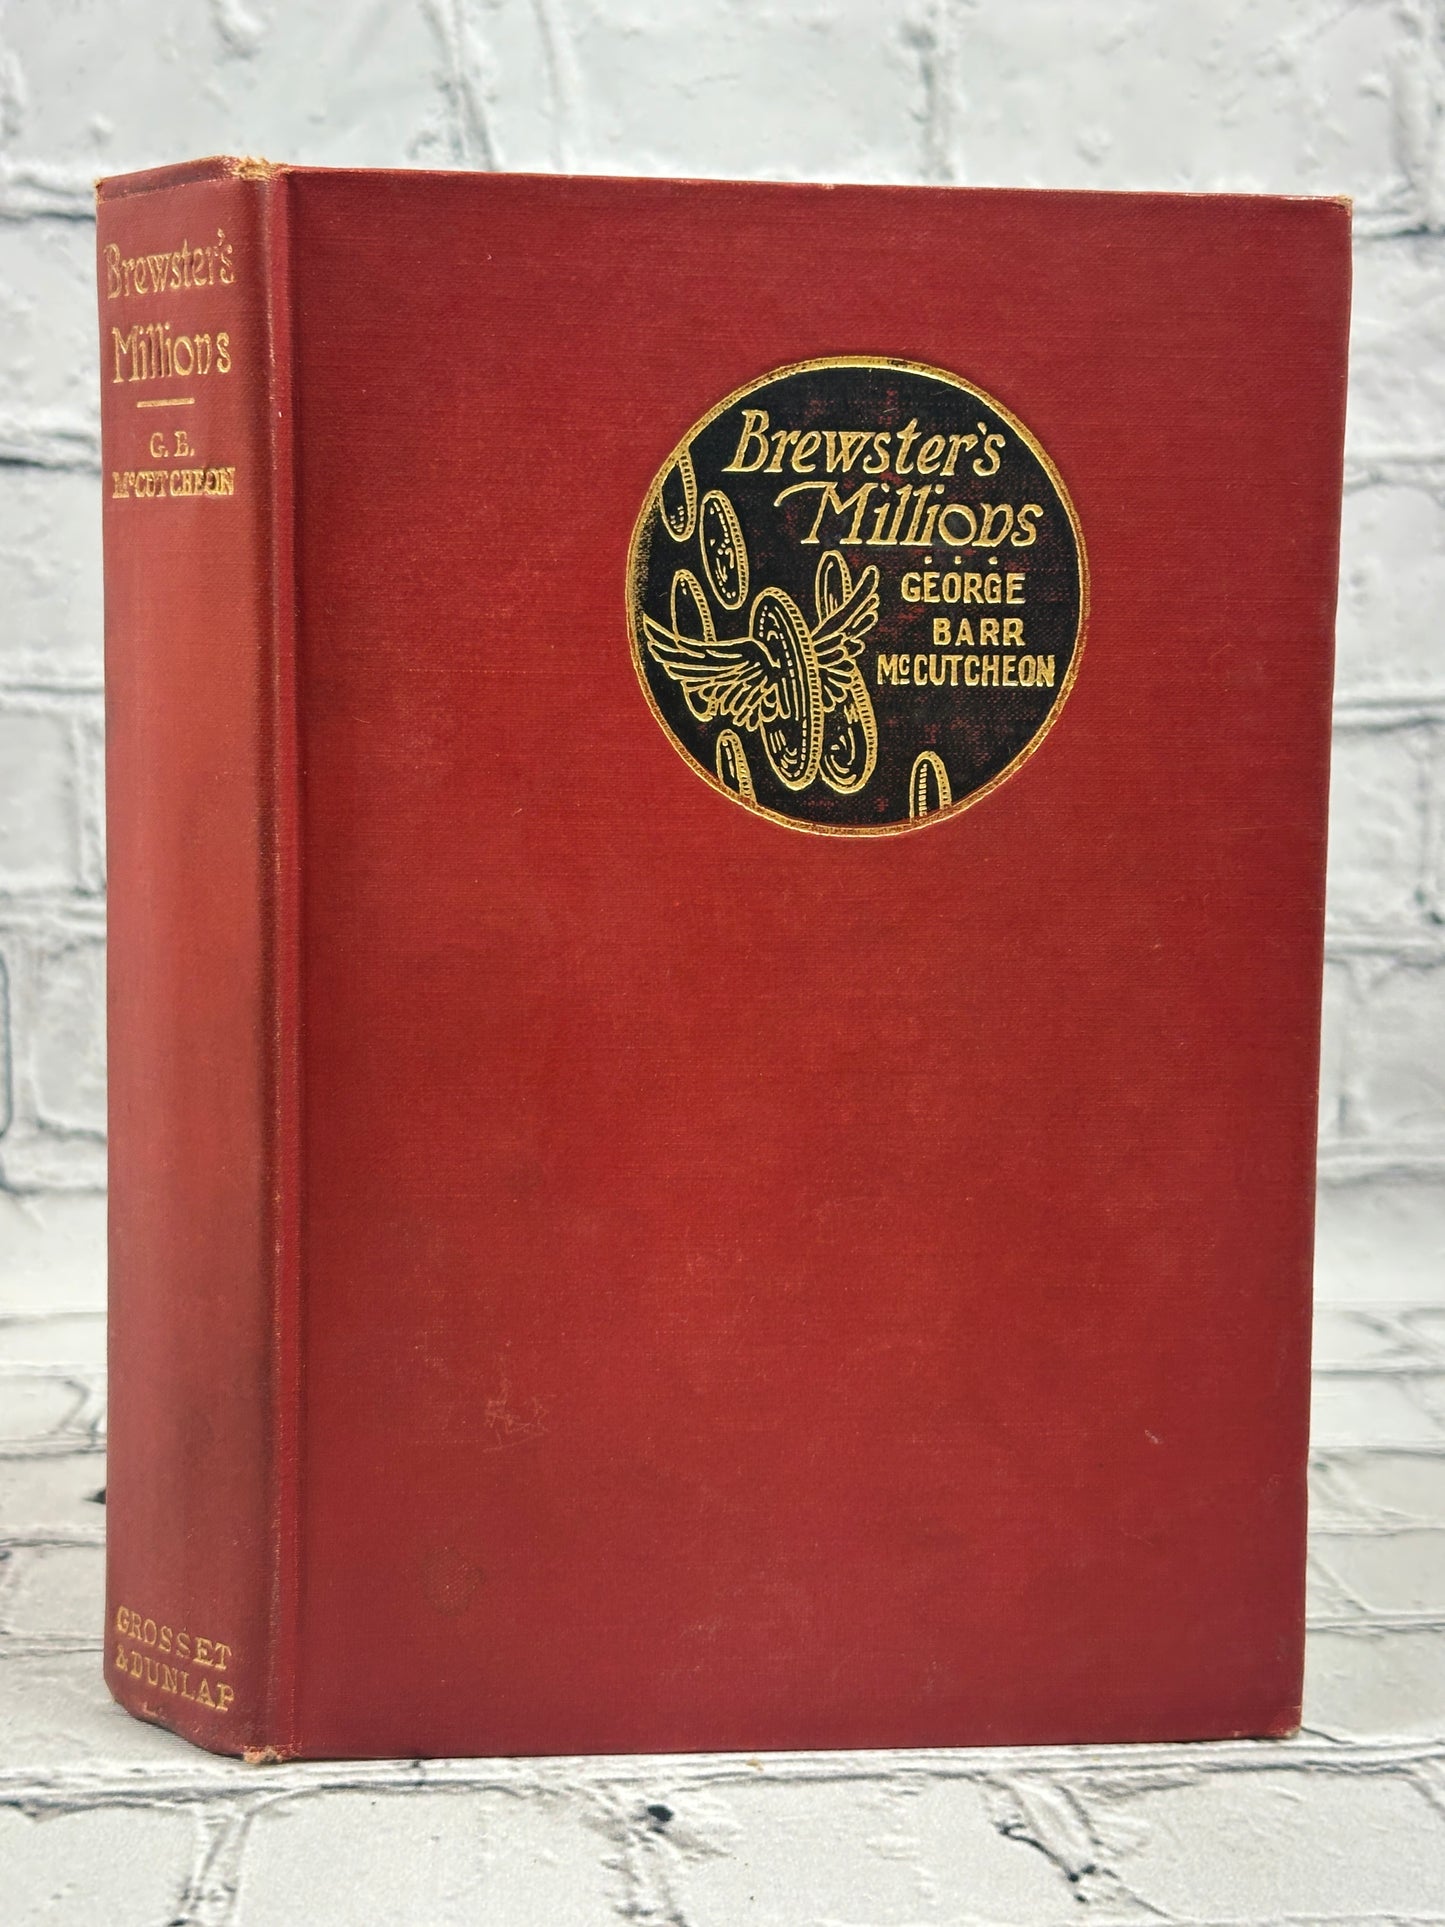 Brewster's
Millions
G. B.
McCUTCHEON
GROSSET
& DUNLAP
Brewster's
Millions
GEORGE
BARR
McCUTCHEON